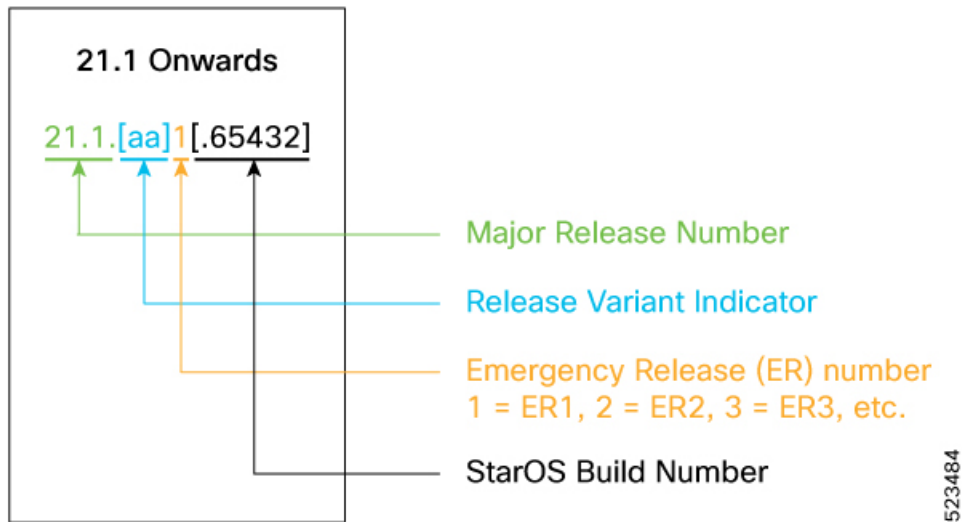 21.1 Onwards
21.1.[aa]1[.65432]
Major Release Number
Release Variant Indicator
Emergency Release (ER) number
1 = ER1, 2 = ER2, 3 = ER3, etc.
StarOS Build Number
523484